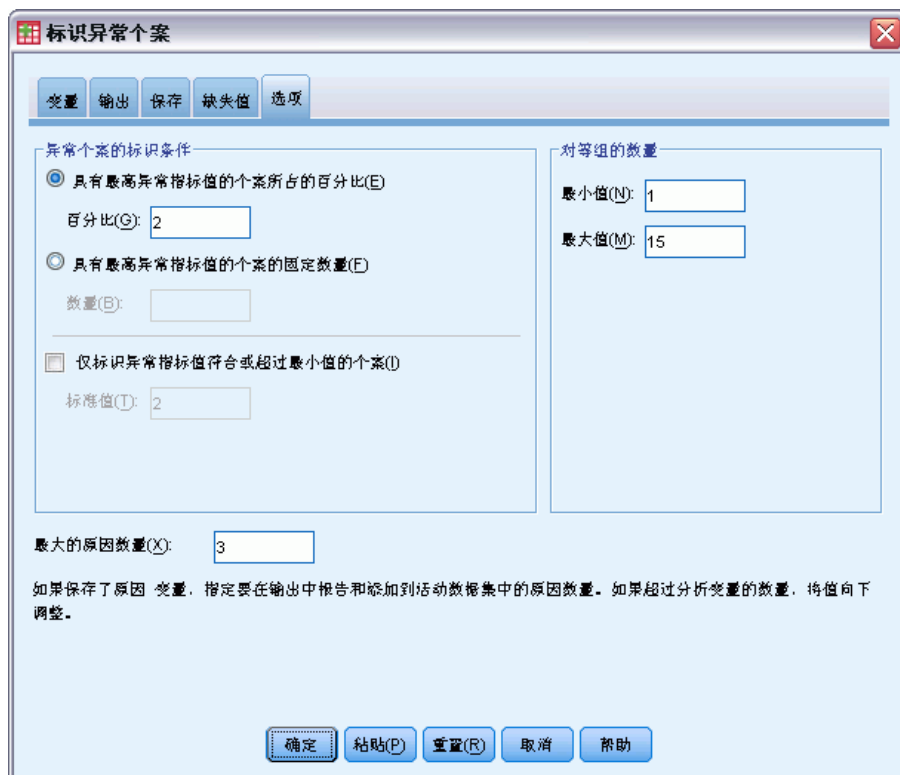 标识异常个案
变量 输出 保存 缺失值 选项
异常个案的标识条件
具有最高异常指标值的个案所占的百分比(E)
百分比(G): 2
具有最高异常指标值的个案的固定数量(F)
数量(B):
仅标识异常指标值符合或超过最小值的个案(I)
标准值(T): 2
对等组的数量
最小值(N): 1
最大值(M): 15
最大的原因数量(X): 3
如果保存了原因 变量，指定要在输出中报告和添加到活动数据集中的原因数量。如果超过分析变量的数量，将值向下
调整。
确定 粘贴(P) 重置(R) 取消 帮助